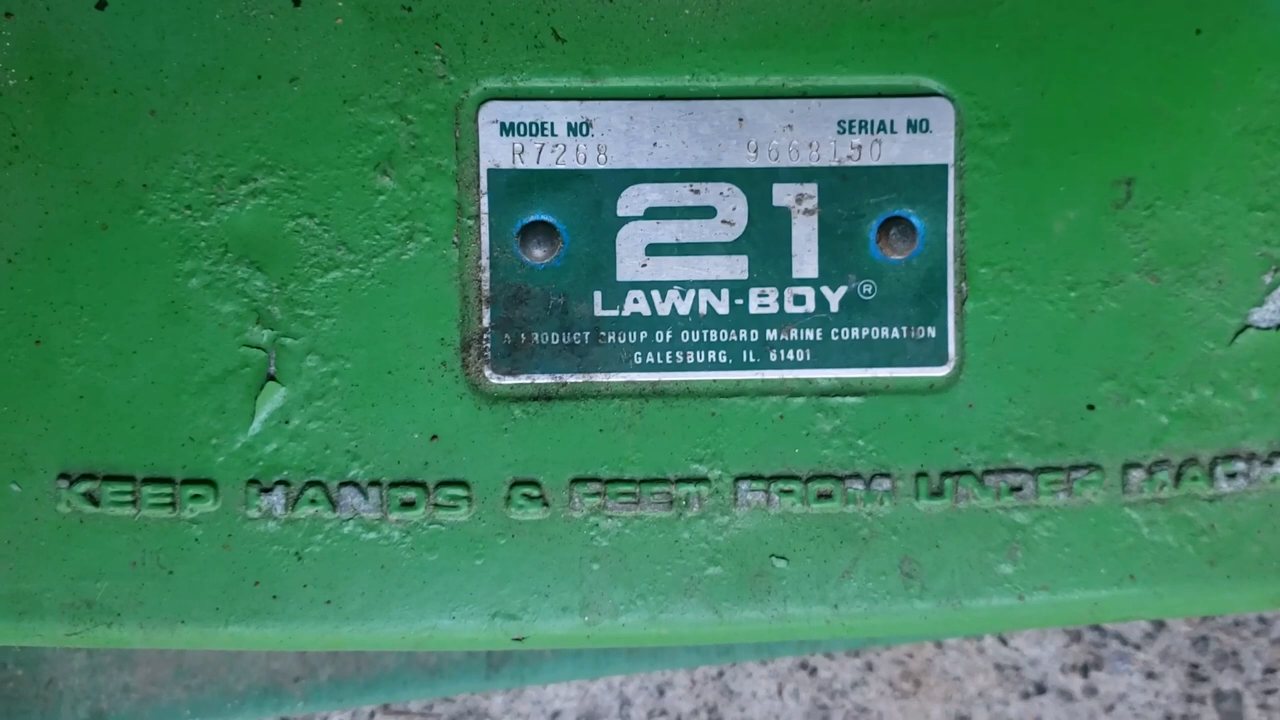 MODEL NO. SERIAL NO.
R7268 9668150
21
LAWN-BOY®
A PRODUCT GROUP OF OUTBOARD MARINE CORPORATION
GALESBURG, IL. 61401
KEEP HANDS & FEET FROM UNDER MACH